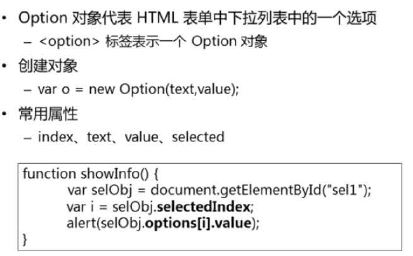 • Option 对象代表 HTML 表单中下拉列表中的一个选项
– <option> 标签表示一个 Option 对象
• 创建对象
– var o = new Option(text,value);
• 常用属性
– index、text、value、selected
function showInfo() {
var selObj = document.getElementById("sel1");
var i = selObj.selectedIndex;
alert(selObj.options[i].value);
}